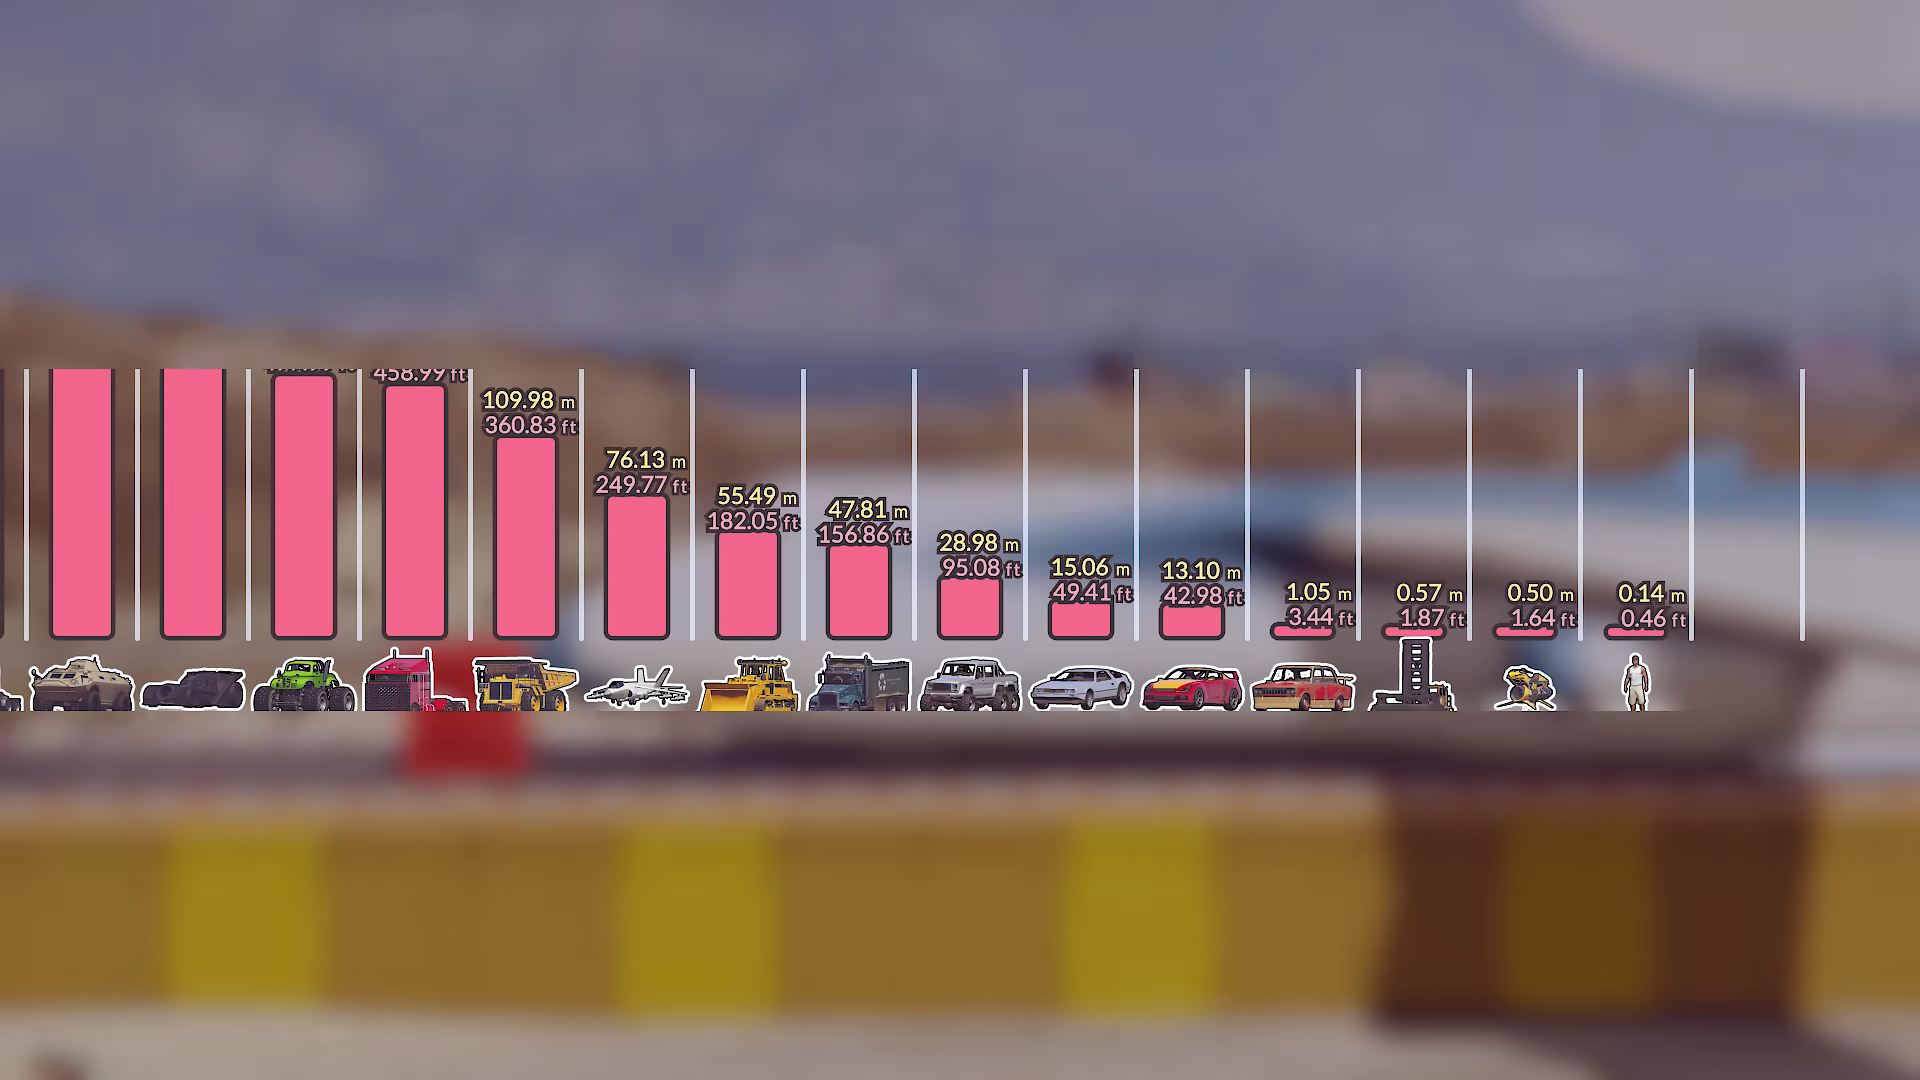 458.99 ft
109.98 m
360.83 ft
76.13 m
249.77 ft
55.49 m
182.05 ft
47.81 m
156.86 ft
28.98 m
95.08 ft
15.06 m
49.41 ft
13.10 m
42.98 ft
1.05 m
3.44 ft
0.57 m
1.87 ft
0.50 m
1.64 ft
0.14 m
0.46 ft